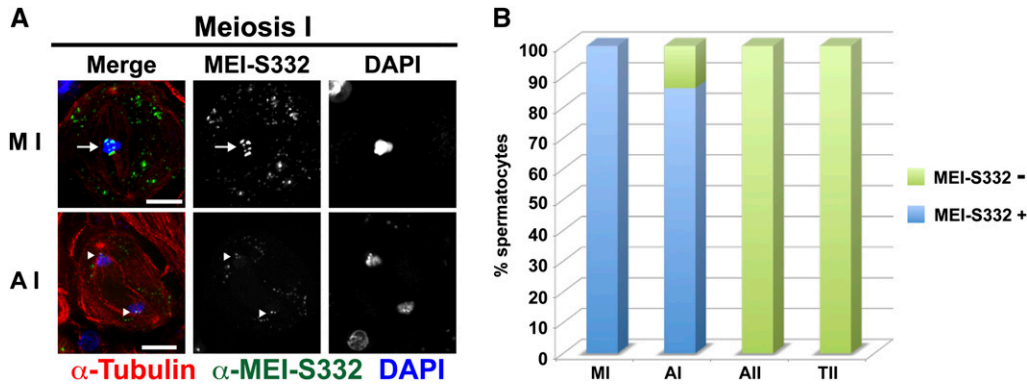 A
Meiosis I
Merge MEI-S332 DAPI
M I
A I
α-Tubulin α-MEI-S332 DAPI
B
% spermatocytes
100
90
80
70
60
50
40
30
20
10
0
MI AI AII TII
MEI-S332 -
MEI-S332 +